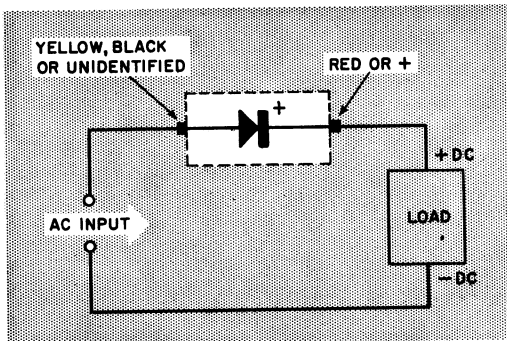 YELLOW, BLACK
OR UNIDENTIFIED
RED OR +
+
+DC
AC INPUT
LOAD
-DC